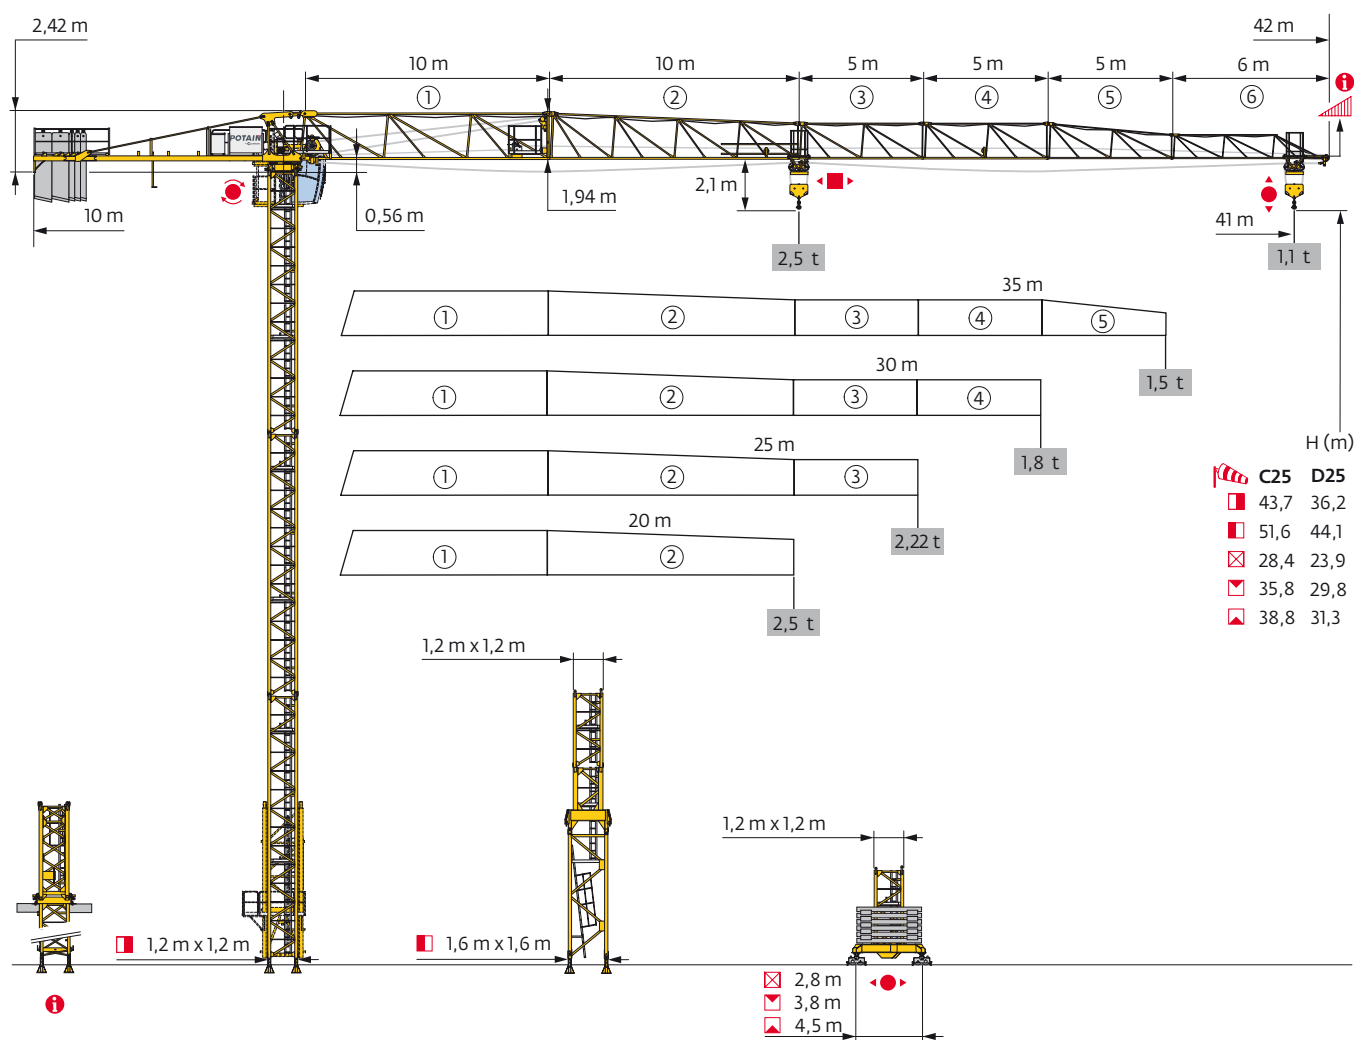 2,42 m
42 m
10 m 10 m 5 m 5 m 5 m 6 m
① ② ③ ④ ⑤ ⑥
POTAIN
2,1 m
1,94 m
10 m
0,56 m
41 m
2,5 t
1,1 t
35 m
① ② ③ ④ ⑤
1,5 t
30 m
① ② ③ ④
1,8 t
25 m
① ② ③
2,22 t
20 m
① ②
2,5 t
H (m)
C25 D25
43,7 36,2
51,6 44,1
28,4 23,9
35,8 29,8
38,8 31,3
1,2 m x 1,2 m
1,2 m x 1,2 m
1,2 m x 1,2 m
1,6 m x 1,6 m
2,8 m
3,8 m
4,5 m